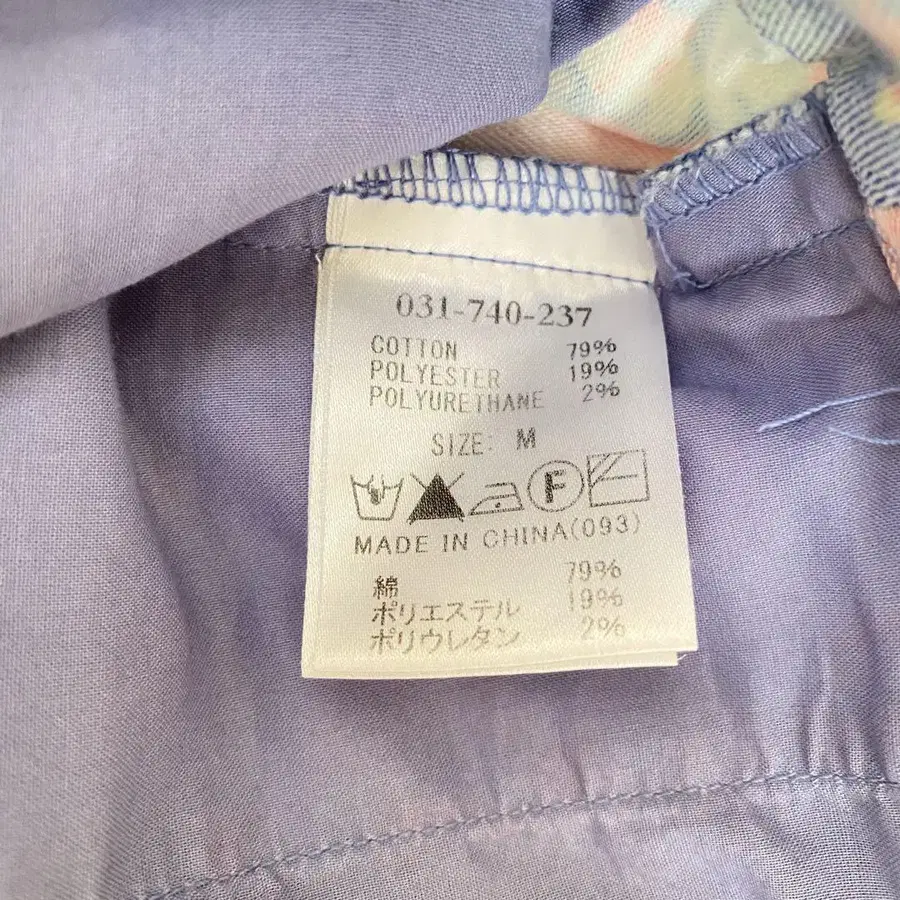 031-740-237
COTTON 79%
POLYESTER 19%
POLYURETHANE 2%
SIZE: M
F
MADE IN CHINA(093)
綿 79%
ポリエステル 19%
ポリウレタン 2%